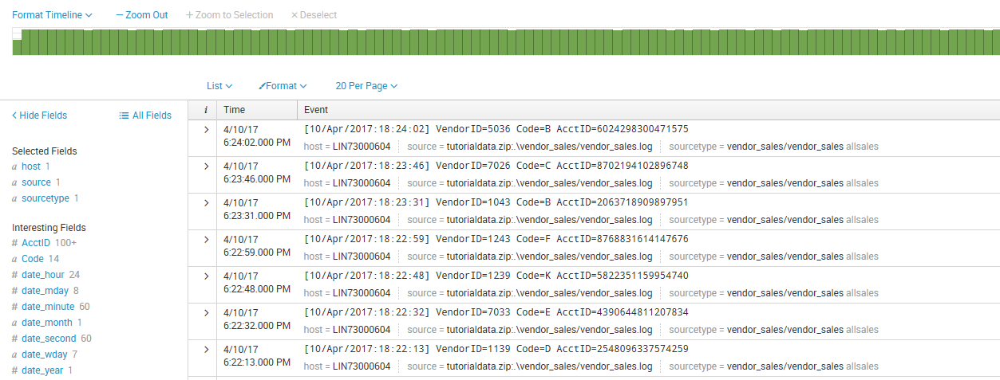 Format Timeline — Zoom Out + Zoom to Selection × Deselect
List Format 20 Per Page
< Hide Fields All Fields
i Time Event
Selected Fields
a host 1
a source 1
a sourcetype 1
Interesting Fields
# AcctID 100+
a Code 14
# date_hour 24
# date_mday 8
# date_minute 60
a date_month 1
# date_second 60
a date_wday 7
# date_year 1
> 4/10/17 [10/Apr/2017:18:24:02] VendorID=5036 Code=B AcctID=6024298300471575
6:24:02.000 PM host = LIN73000604 source = tutorialdata.zip:.\vendor_sales/vendor_sales.log sourcetype = vendor_sales/vendor_sales allsales
> 4/10/17 [10/Apr/2017:18:23:46] VendorID=7026 Code=C AcctID=8702194102896748
6:23:46.000 PM host = LIN73000604 source = tutorialdata.zip:.\vendor_sales/vendor_sales.log sourcetype = vendor_sales/vendor_sales allsales
> 4/10/17 [10/Apr/2017:18:23:31] VendorID=1043 Code=B AcctID=2063718909897951
6:23:31.000 PM host = LIN73000604 source = tutorialdata.zip:.\vendor_sales/vendor_sales.log sourcetype = vendor_sales/vendor_sales allsales
> 4/10/17 [10/Apr/2017:18:22:59] VendorID=1243 Code=F AcctID=8768831614147676
6:22:59.000 PM host = LIN73000604 source = tutorialdata.zip:.\vendor_sales/vendor_sales.log sourcetype = vendor_sales/vendor_sales allsales
> 4/10/17 [10/Apr/2017:18:22:48] VendorID=1239 Code=K AcctID=5822351159954740
6:22:48.000 PM host = LIN73000604 source = tutorialdata.zip:.\vendor_sales/vendor_sales.log sourcetype = vendor_sales/vendor_sales allsales
> 4/10/17 [10/Apr/2017:18:22:32] VendorID=7033 Code=E AcctID=4390644811207834
6:22:32.000 PM host = LIN73000604 source = tutorialdata.zip:.\vendor_sales/vendor_sales.log sourcetype = vendor_sales/vendor_sales allsales
> 4/10/17 [10/Apr/2017:18:22:13] VendorID=1139 Code=D AcctID=2548096337574259
6:22:13.000 PM host = LIN73000604 source = tutorialdata.zip:.\vendor_sales/vendor_sales.log sourcetype = vendor_sales/vendor_sales allsales